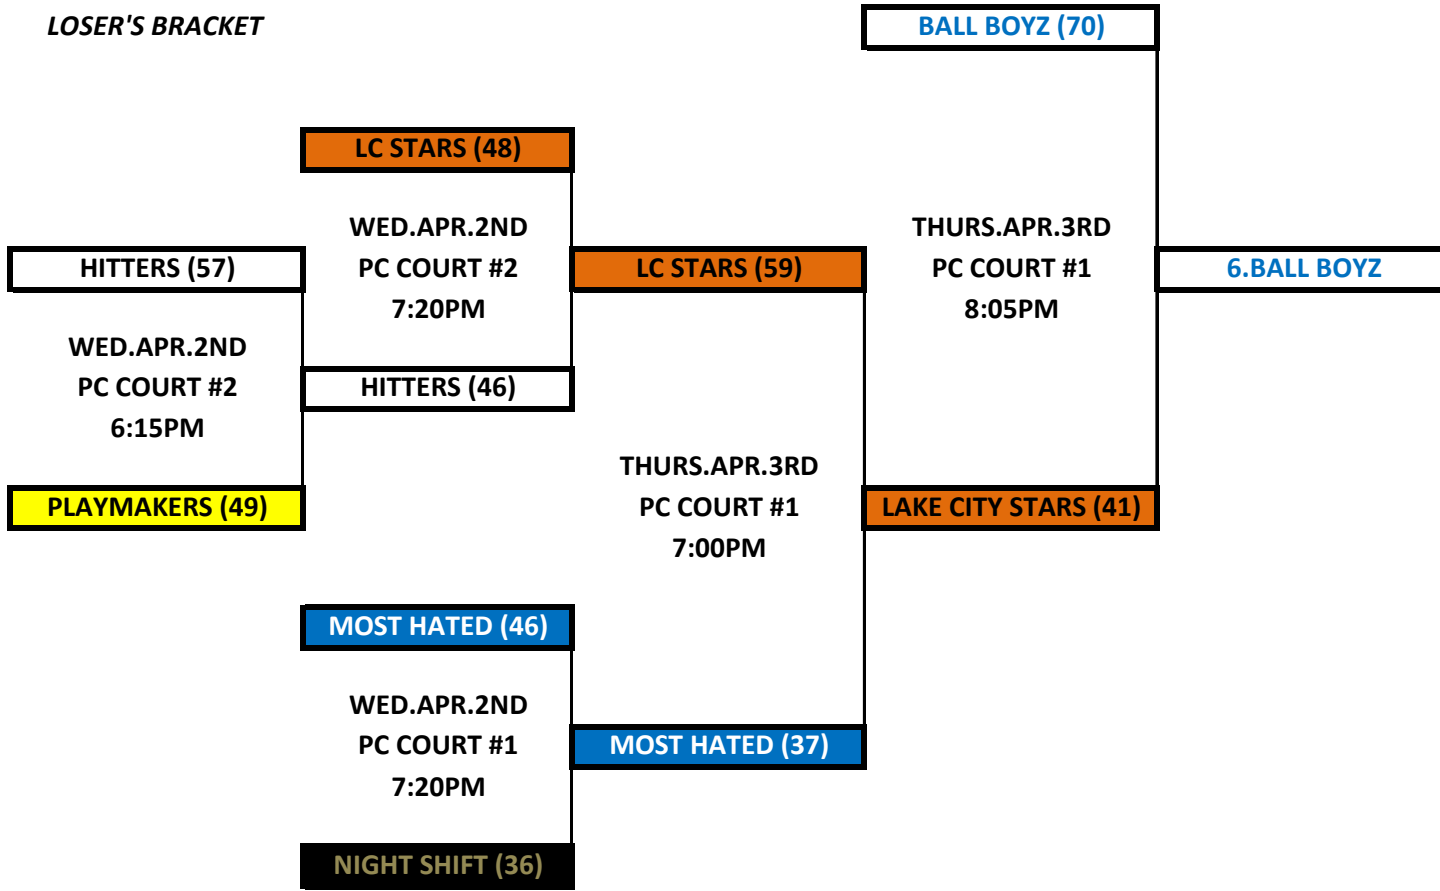 LOSER'S BRACKET
BALL BOYZ (70)
LC STARS (48)
WED.APR.2ND
PC COURT #2
7:20PM
THURS.APR.3RD
PC COURT #1
8:05PM
HITTERS (57)
LC STARS (59)
6.BALL BOYZ
WED.APR.2ND
PC COURT #2
6:15PM
HITTERS (46)
THURS.APR.3RD
PC COURT #1
7:00PM
PLAYMAKERS (49)
LAKE CITY STARS (41)
MOST HATED (46)
WED.APR.2ND
PC COURT #1
7:20PM
MOST HATED (37)
NIGHT SHIFT (36)